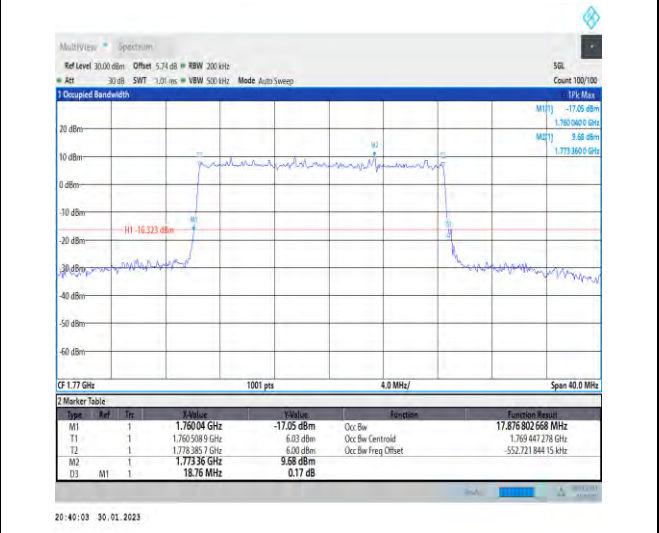 MultiView Spectrum
Ref Level 30.00 dBm Offset 5.74 dB RBW 200 kHz SGL
Att 30 dB SWT 1.01 ms VBW 500 kHz Mode Auto Sweep Count 100/100
1 Occupied Bandwidth 1Pk Max
M1[1] -17.05 dBm
1.760 040 0 GHz
M2[1] 9.68 dBm
1.773 360 0 GHz
20 dBm
10 dBm
0 dBm
-10 dBm
-20 dBm
-30 dBm
-40 dBm
-50 dBm
-60 dBm
M2
T1
M1
H1 -16.323 dBm
CF 1.77 GHz 1001 pts 4.0 MHz/ Span 40.0 MHz
2 Marker Table
Type Ref Trc X-Value Y-Value Function Function Result
M1 1 1.76004 GHz -17.05 dBm Occ Bw 17.876 802 668 MHz
T1 1 1.760 508 9 GHz 6.03 dBm Occ Bw Centroid 1.769 447 278 GHz
T2 1 1.778 385 7 GHz 6.00 dBm Occ Bw Freq Offset -552.721 844 15 kHz
M2 1 1.773 36 GHz 9.68 dBm
D3 M1 1 18.76 MHz 0.17 dB
20:40:03 30.01.2023